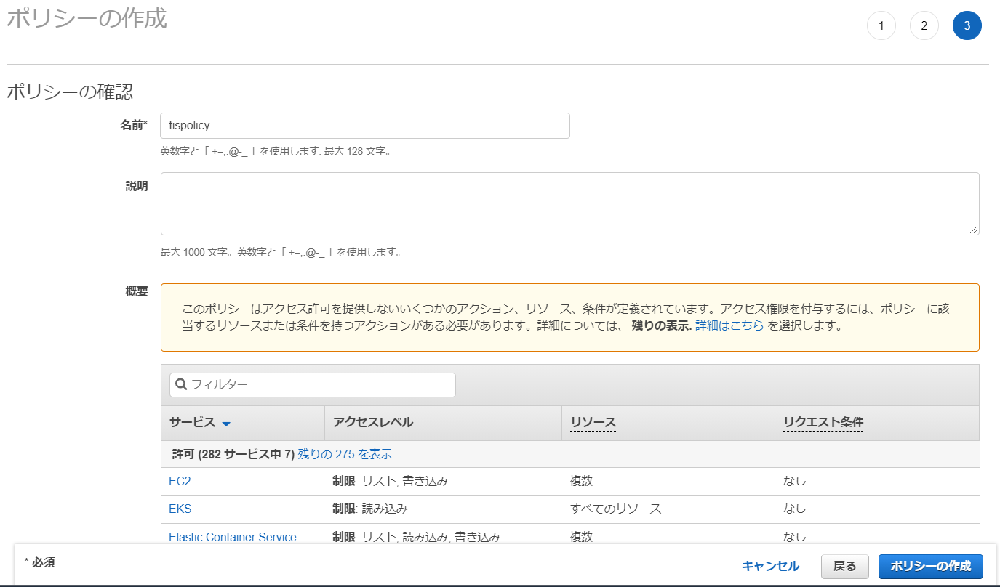 ポリシーの作成
1 2 3
ポリシーの確認
名前* fispolicy
英数字と「 +=,.@-_ 」を使用します. 最大 128 文字。
説明
最大 1000 文字。英数字と「 +=,.@-_ 」を使用します。
概要
このポリシーはアクセス許可を提供しないいくつかのアクション、リソース、条件が定義されています。アクセス権限を付与するには、ポリシーに該
当するリソースまたは条件を持つアクションがある必要があります。詳細については、 残りの表示. 詳細はこちら を選択します。
フィルター
サービス アクセスレベル リソース リクエスト条件
許可 (282 サービス中 7) 残りの 275 を表示
EC2 制限: リスト, 書き込み 複数 なし
EKS 制限: 読み込み すべてのリソース なし
Elastic Container Service 制限: リスト, 読み込み, 書き込み 複数 なし
* 必須 キャンセル 戻る ポリシーの作成